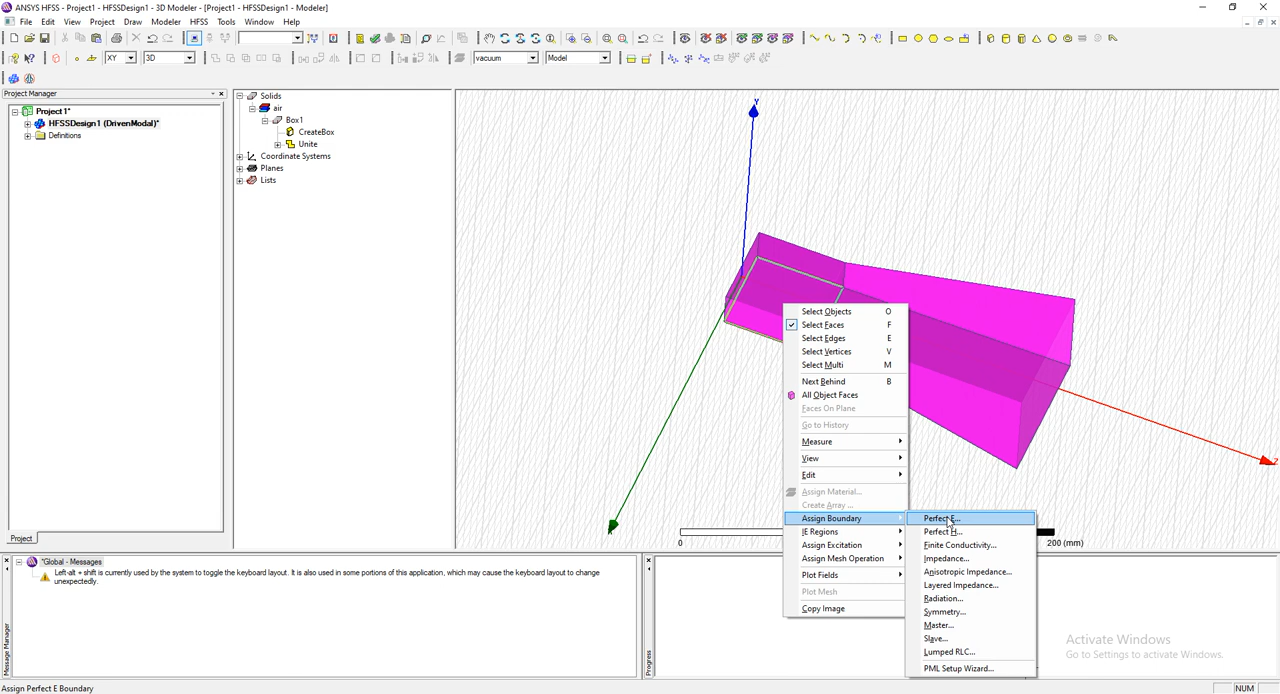 ANSYS HFSS - Project1 - HFSSDesign1 - 3D Modeler - [Project1 - HFSSDesign1 - Modeler]
File Edit View Project Draw Modeler HFSS Tools Window Help
XY 3D vacuum Model
Project Manager
Project1*
HFSSDesign1 (DrivenModal)*
Definitions
Project
Solids
air
Box1
CreateBox
Unite
Coordinate Systems
Planes
Lists
Y
Z
0
200 (mm)
Select Objects O
Select Faces F
Select Edges E
Select Vertices V
Select Multi M
Next Behind B
All Object Faces
Faces On Plane
Go to History
Measure
View
Edit
Assign Material...
Create Array ...
Assign Boundary
IE Regions
Assign Excitation
Assign Mesh Operation
Plot Fields
Plot Mesh
Copy Image
Perfect E...
Perfect H...
Finite Conductivity...
Impedance...
Anisotropic Impedance...
Layered Impedance...
Radiation...
Symmetry...
Master...
Slave...
Lumped RLC...
PML Setup Wizard...
Message Manager
*Global - Messages
Left-alt + shift is currently used by the system to toggle the keyboard layout. It is also used in some portions of this application, which may cause the keyboard layout to change
unexpectedly.
Progress
Activate Windows
Go to Settings to activate Windows.
Assign Perfect E Boundary
NUM